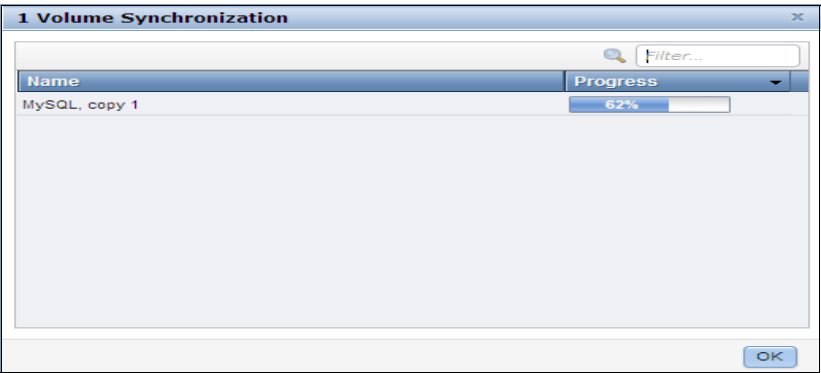 1 Volume Synchronization
Filter...
Name Progress
MySQL, copy 1 62%
OK